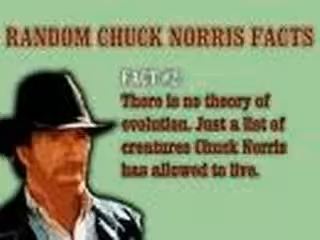 RANDOM CHUCK NORRIS FACTS
FACT #2
There is no theory of
evolution. Just a list of
creatures Chuck Norris
has allowed to live.